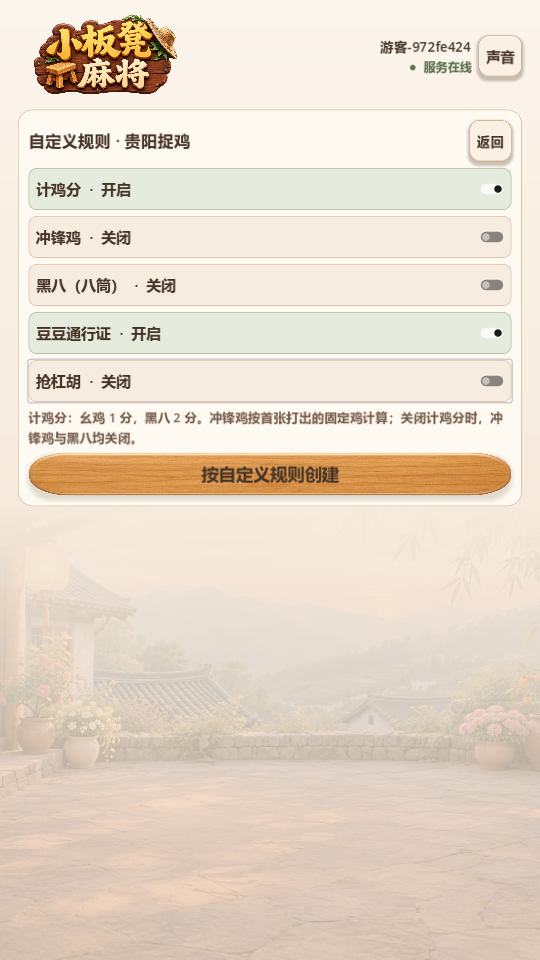 小板凳
麻将
游客-972fe424
● 服务在线
声音
自定义规则 · 贵阳捉鸡
返回
计鸡分 · 开启
冲锋鸡 · 关闭
黑八（八筒） · 关闭
豆豆通行证 · 开启
抢杠胡 · 关闭
计鸡分：幺鸡 1 分，黑八 2 分。冲锋鸡按首张打出的固定鸡计算；关闭计鸡分时，冲
锋鸡与黑八均关闭。
按自定义规则创建